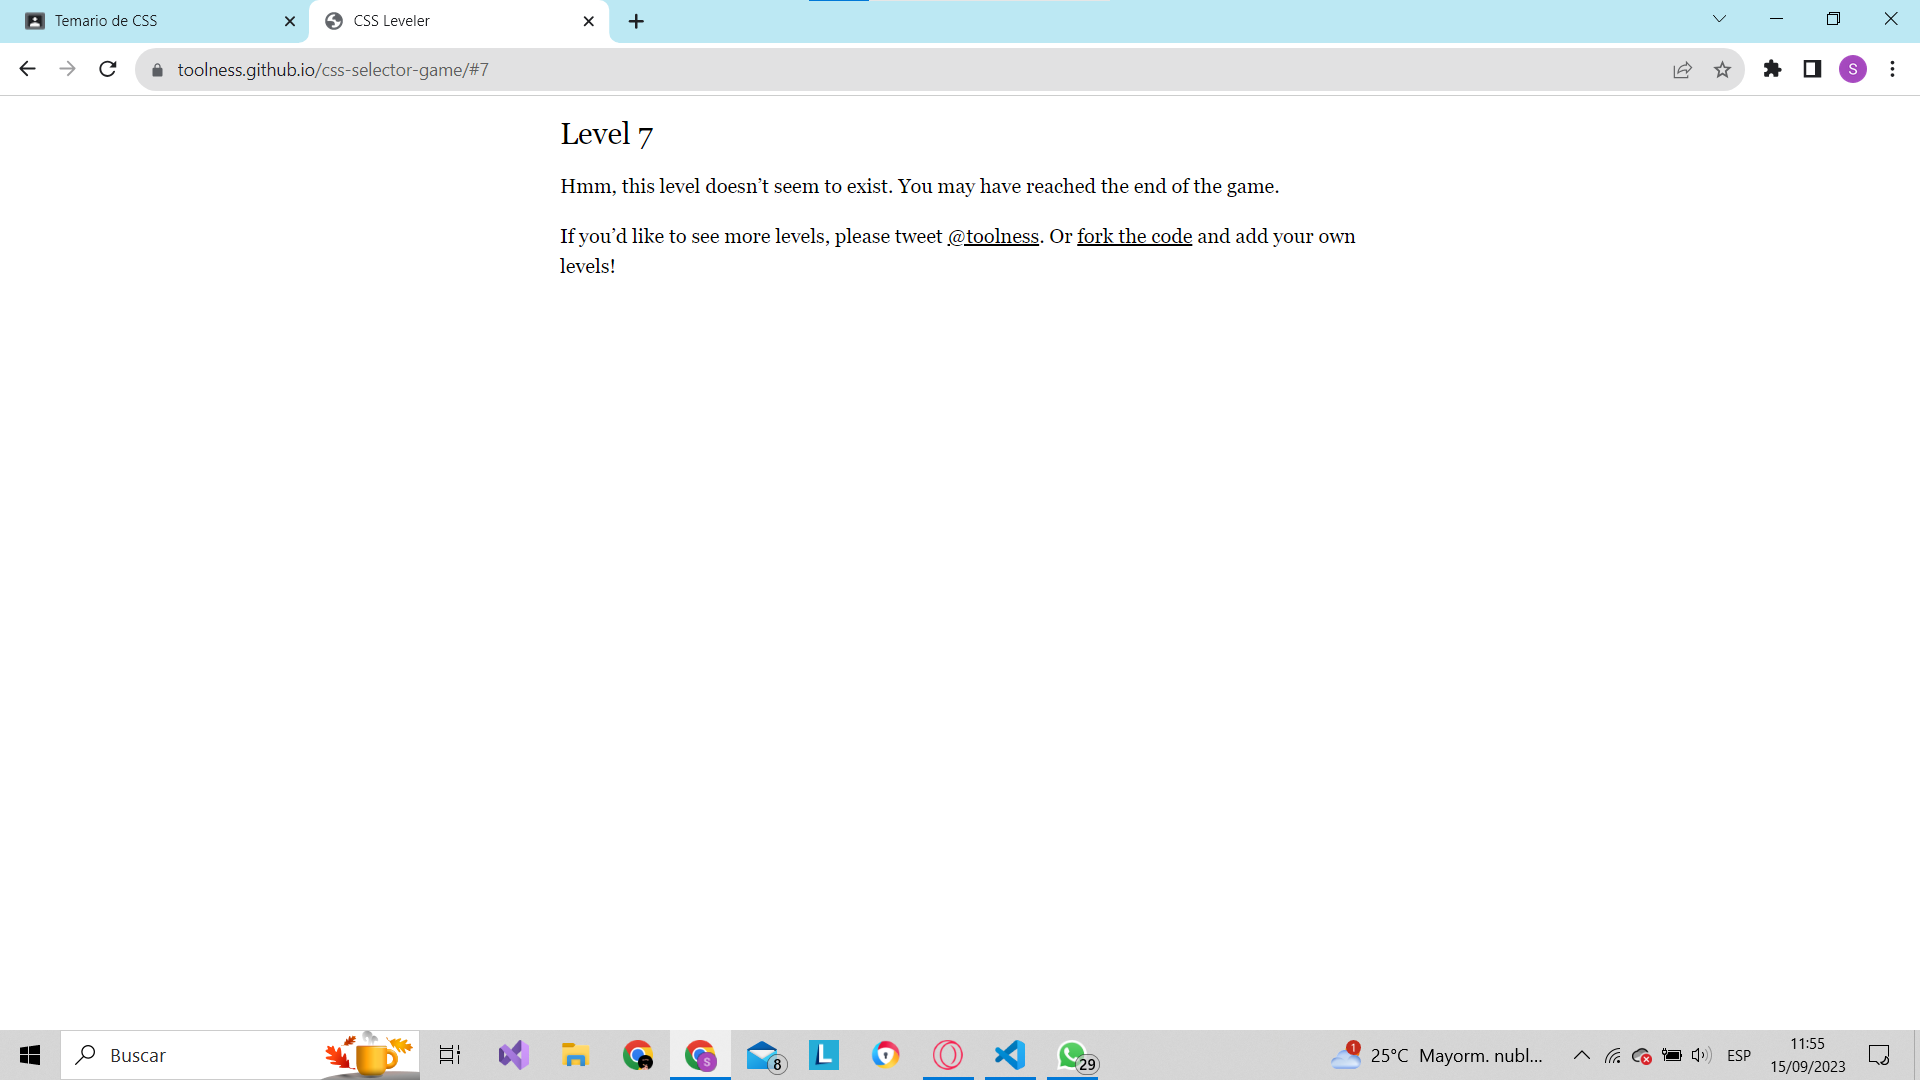 Temario de CSS
CSS Leveler
toolness.github.io/css-selector-game/#7
S
Level 7
Hmm, this level doesn’t seem to exist. You may have reached the end of the game.
If you’d like to see more levels, please tweet @toolness. Or fork the code and add your own
levels!
Buscar
S
8
L
29
1
25°C Mayorm. nubl...
ESP
11:55
15/09/2023